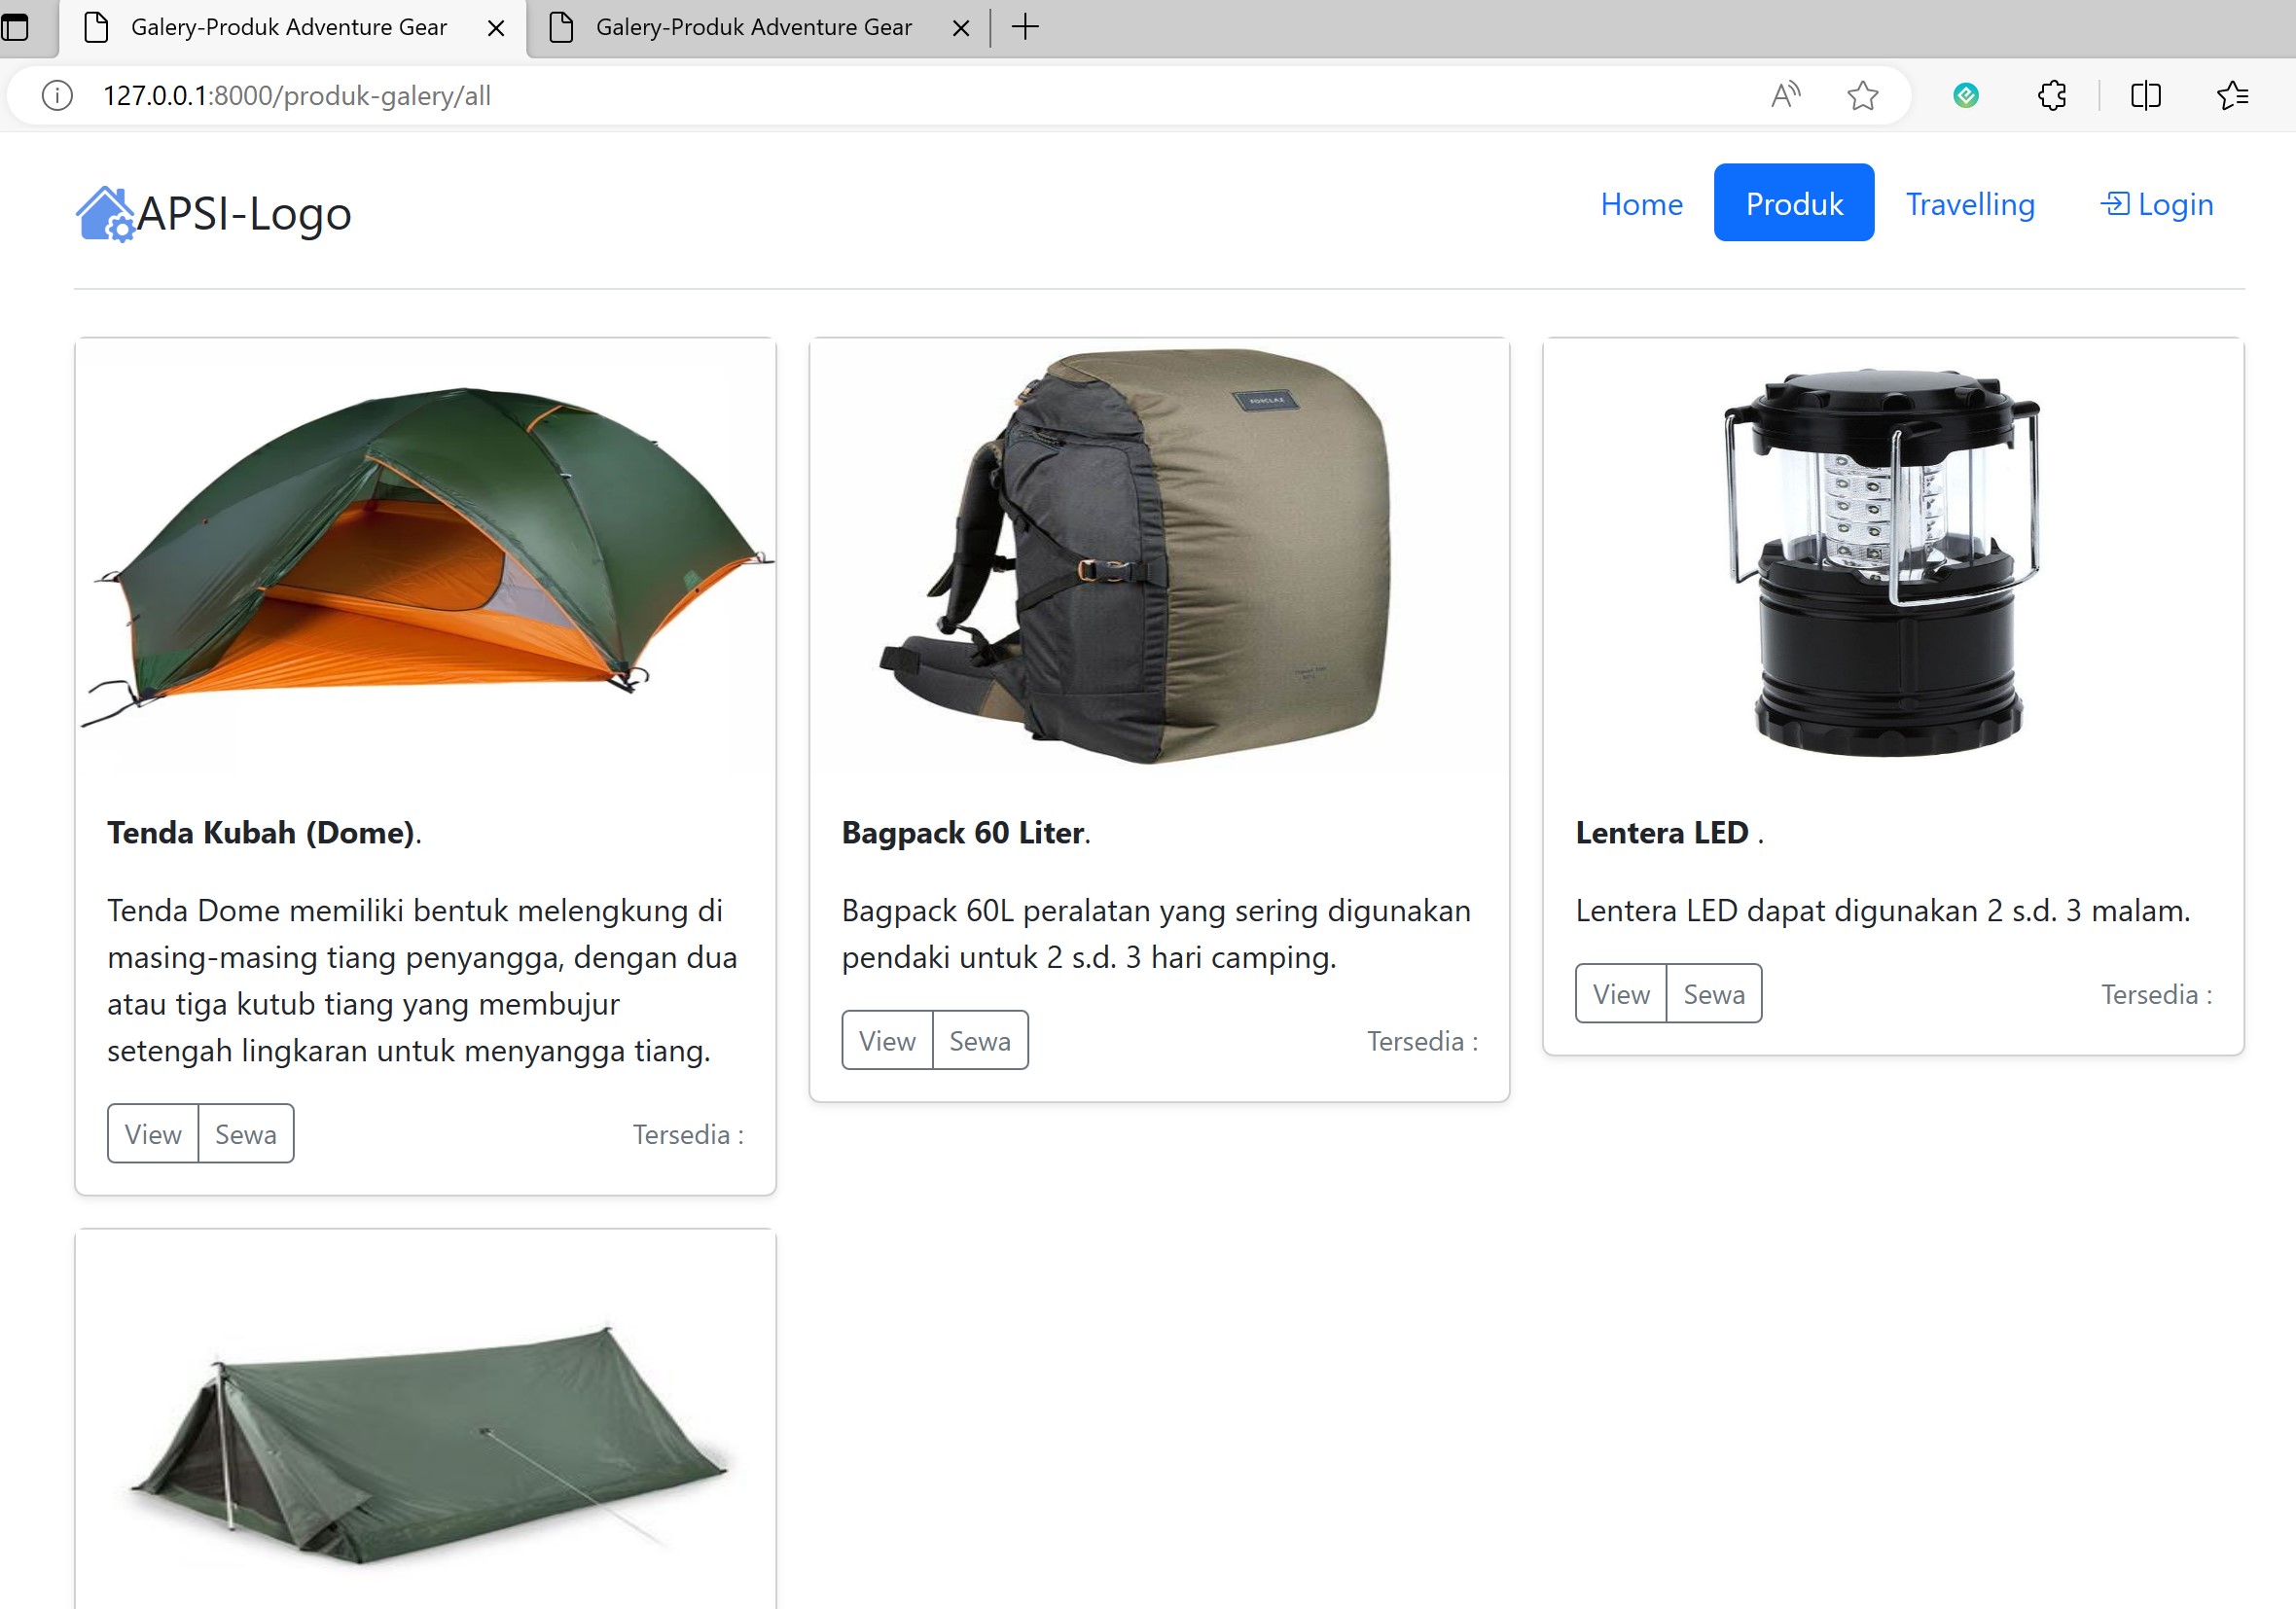 Galery-Produk Adventure Gear
Galery-Produk Adventure Gear
127.0.0.1:8000/produk-galery/all
APSI-Logo
Home
Produk
Travelling
Login
FORCLAZ
Tenda Kubah (Dome).
Tenda Dome memiliki bentuk melengkung di
masing-masing tiang penyangga, dengan dua
atau tiga kutub tiang yang membujur
setengah lingkaran untuk menyangga tiang.
View
Sewa
Tersedia :
Bagpack 60 Liter.
Bagpack 60L peralatan yang sering digunakan
pendaki untuk 2 s.d. 3 hari camping.
View
Sewa
Tersedia :
Lentera LED .
Lentera LED dapat digunakan 2 s.d. 3 malam.
View
Sewa
Tersedia :